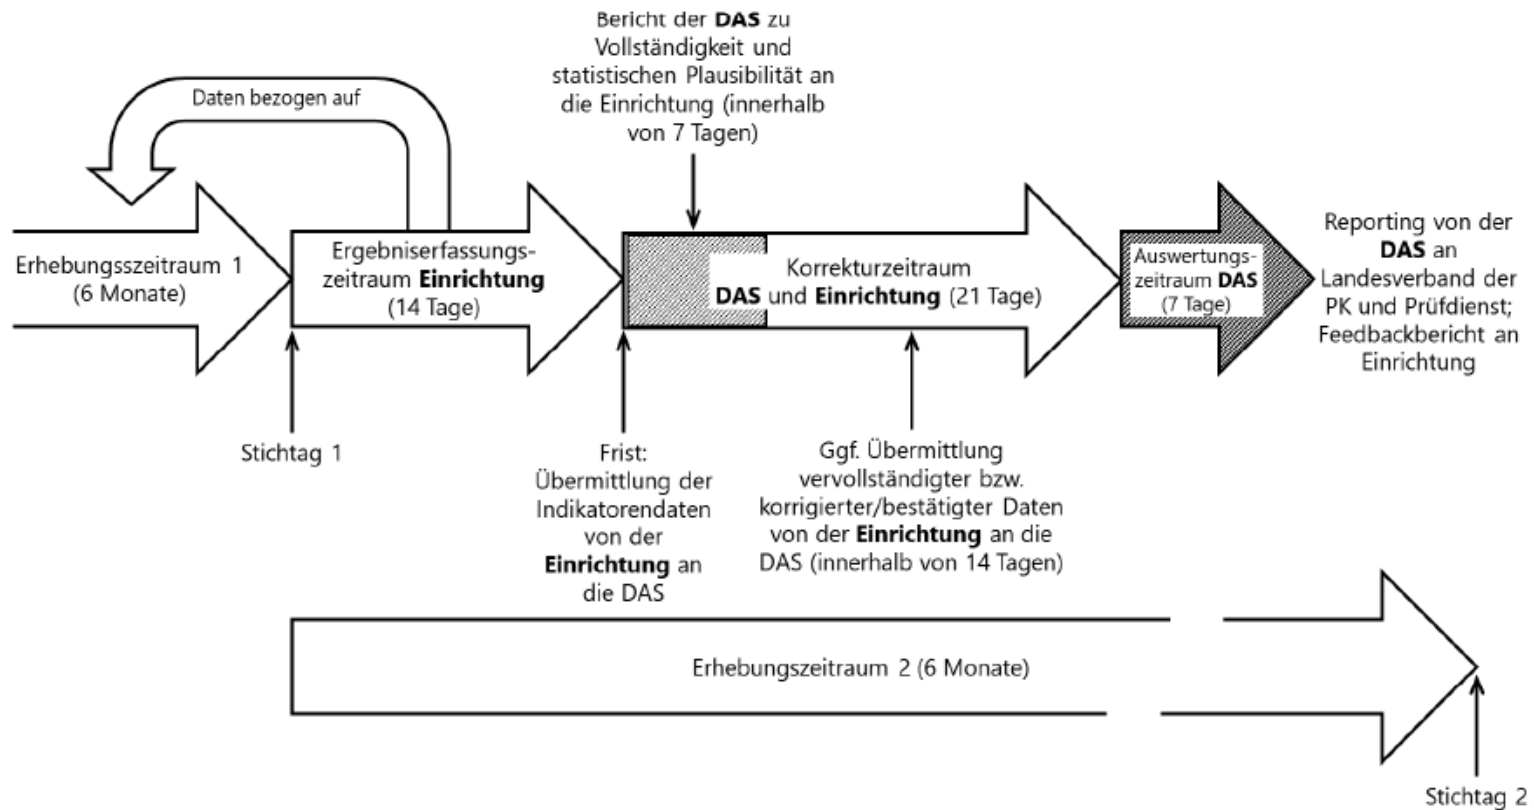 Bericht der DAS zu
Vollständigkeit und
statistischen Plausibilität an
die Einrichtung (innerhalb
von 7 Tagen)
Daten bezogen auf
Erhebungsszeitraum 1
(6 Monate)
Ergebniserfassungs-
zeitraum Einrichtung
(14 Tage)
Korrekturzeitraum
DAS und Einrichtung (21 Tage)
Auswertungs-
zeitraum DAS
(7 Tage)
Reporting von der
DAS an
Landesverband der
PK und Prüfdienst;
Feedbackbericht an
Einrichtung
Stichtag 1
Frist:
Übermittlung der
Indikatorendaten
von der
Einrichtung an
die DAS
Ggf. Übermittlung
vervollständigter bzw.
korrigierter/bestätigter Daten
von der Einrichtung an die
DAS (innerhalb von 14 Tagen)
Erhebungszeitraum 2 (6 Monate)
Stichtag 2